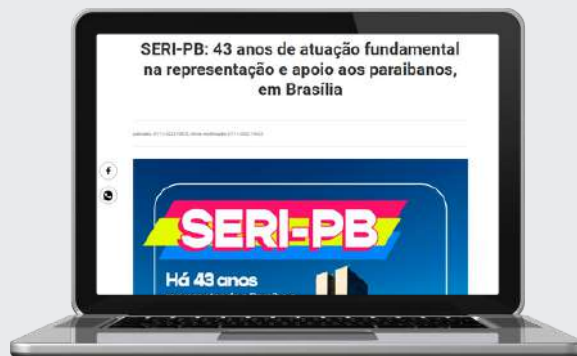 SERI-PB: 43 anos de atuação fundamental
na representação e apoio aos paraibanos,
em Brasília
SERI-PB
Há 43 anos